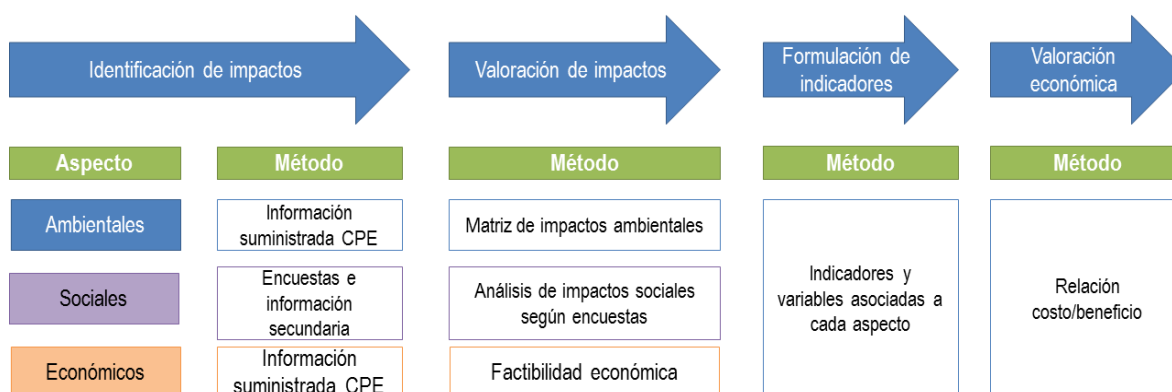 Identificación de impactos
Valoración de impactos
Formulación de
indicadores
Valoración
económica
Aspecto
Método
Método
Método
Método
Ambientales
Información
suministrada CPE
Matriz de impactos ambientales
Sociales
Encuestas e
información
secundaria
Análisis de impactos sociales
según encuestas
Indicadores y
variables asociadas a
cada aspecto
Relación
costo/beneficio
Económicos
Información
suministrada CPE
Factibilidad económica